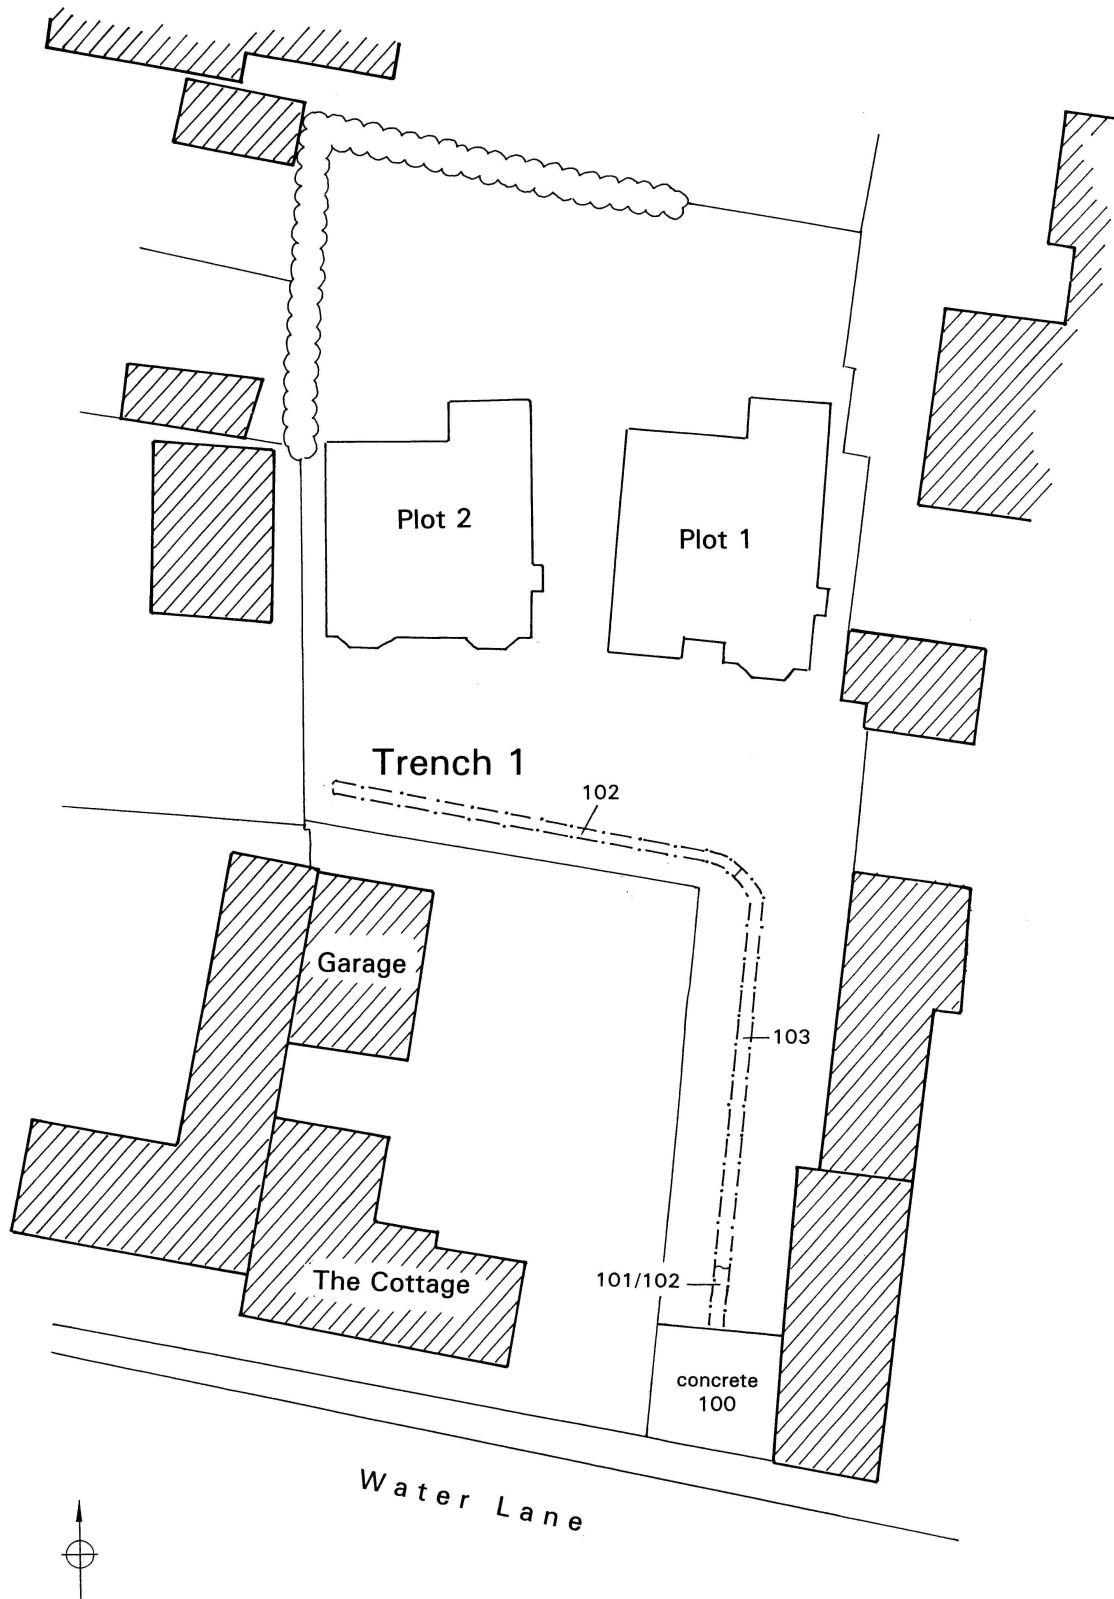 Plot 2
Plot 1
Trench 1
102
Garage
103
101/102
The Cottage
concrete
100
Water Lane